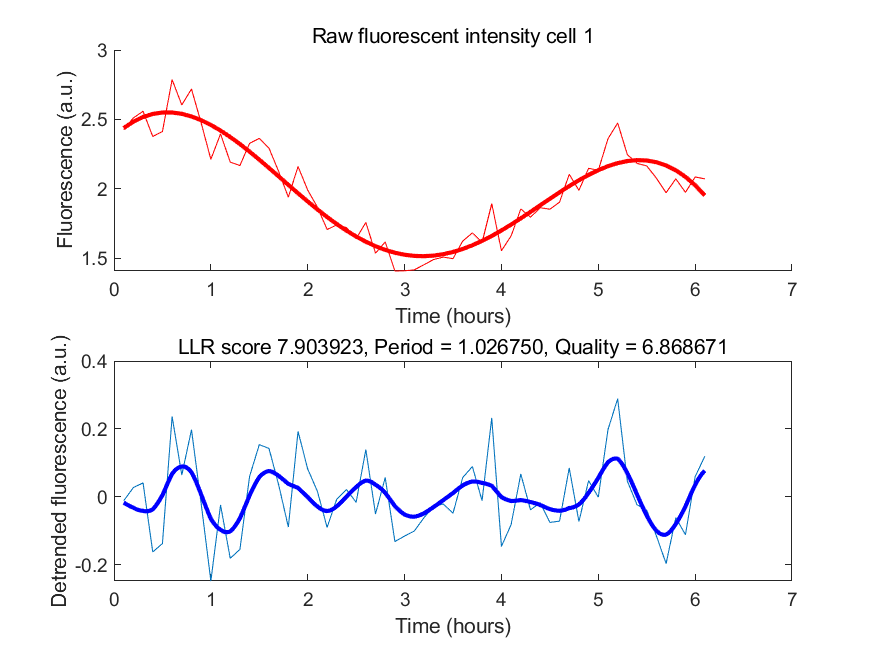 Raw fluorescent intensity cell 1
Fluorescence (a.u.)
3
2.5
2
1.5
0 1 2 3 4 5 6 7
Time (hours)
LLR score 7.903923, Period = 1.026750, Quality = 6.868671
Detrended fluorescence (a.u.)
0.4
0.2
0
-0.2
0 1 2 3 4 5 6 7
Time (hours)